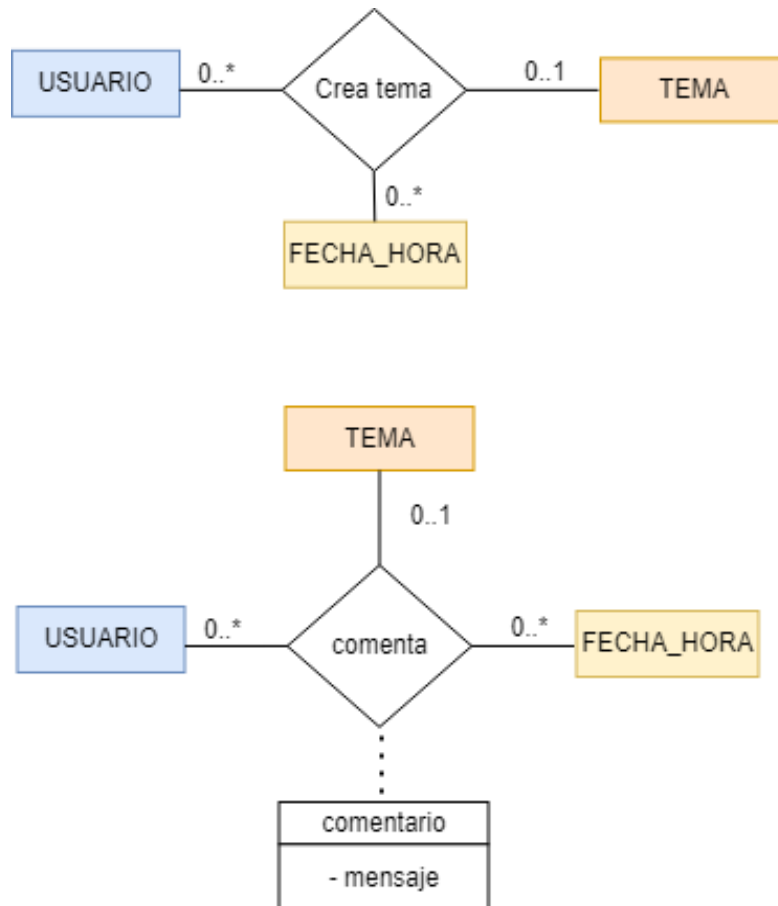 USUARIO
0..*
Crea tema
0..1
TEMA
0..*
FECHA_HORA
TEMA
0..1
USUARIO
0..*
comenta
0..*
FECHA_HORA
comentario
- mensaje